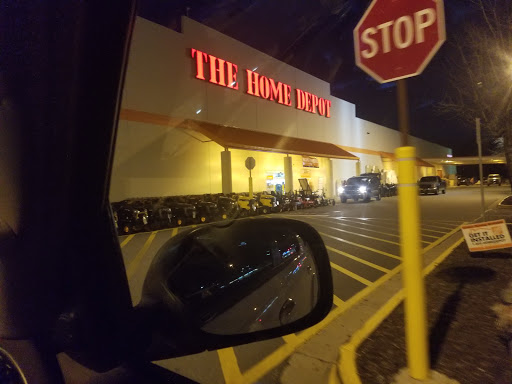 THE HOME DEPOT
STOP
GET IT
INSTALLED